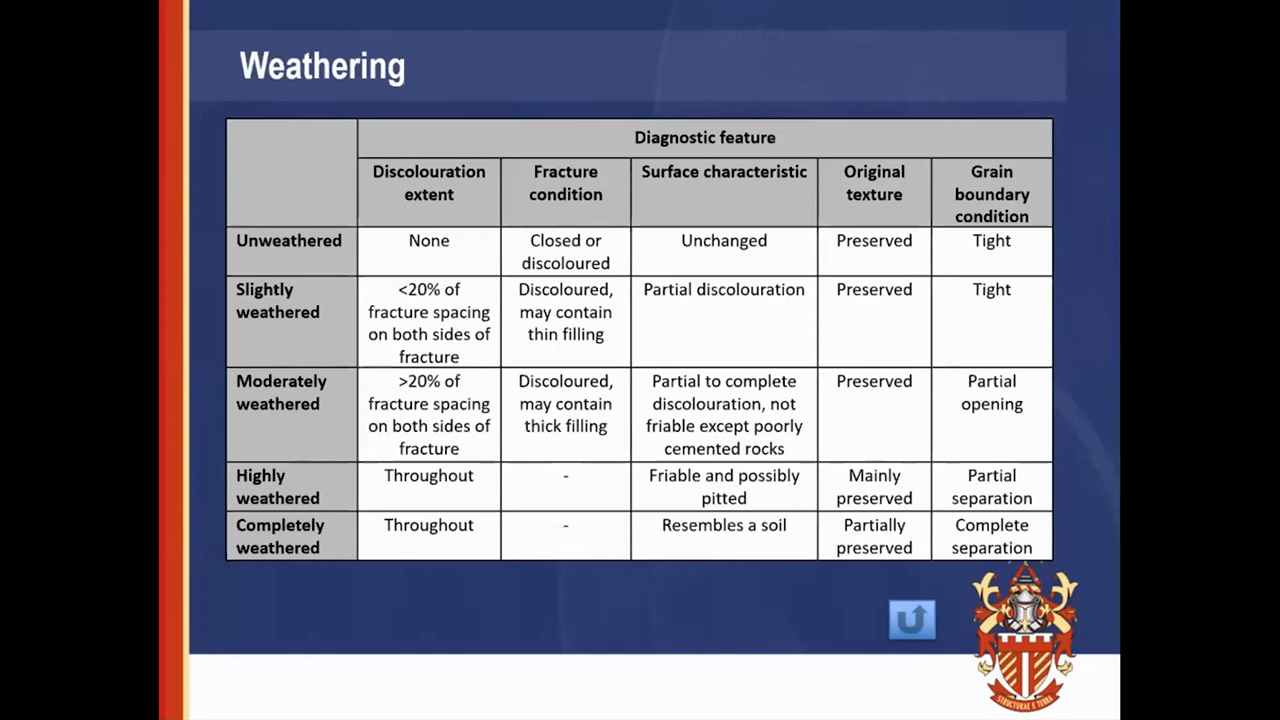 Weathering
Diagnostic feature
Discolouration
extent
Fracture
condition
Surface characteristic
Original
texture
Grain
boundary
condition
Unweathered
None
Closed or
discoloured
Unchanged
Preserved
Tight
Slightly
weathered
<20% of
fracture spacing
on both sides of
fracture
Discoloured,
may contain
thin filling
Partial discolouration
Preserved
Tight
Moderately
weathered
>20% of
fracture spacing
on both sides of
fracture
Discoloured,
may contain
thick filling
Partial to complete
discolouration, not
friable except poorly
cemented rocks
Preserved
Partial
opening
Highly
weathered
Throughout
-
Friable and possibly
pitted
Mainly
preserved
Partial
separation
Completely
weathered
Throughout
-
Resembles a soil
Partially
preserved
Complete
separation
STRUCTURAE E TERRA